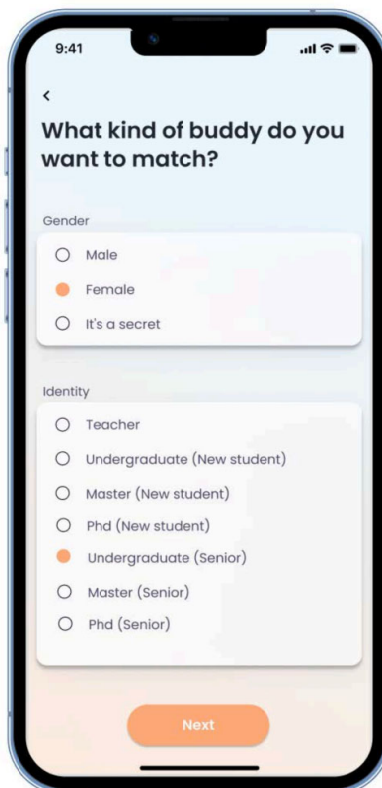 9:41
What kind of buddy do you
want to match?
Gender
Male
Female
It's a secret
Identity
Teacher
Undergraduate (New student)
Master (New student)
Phd (New student)
Undergraduate (Senior)
Master (Senior)
Phd (Senior)
Next